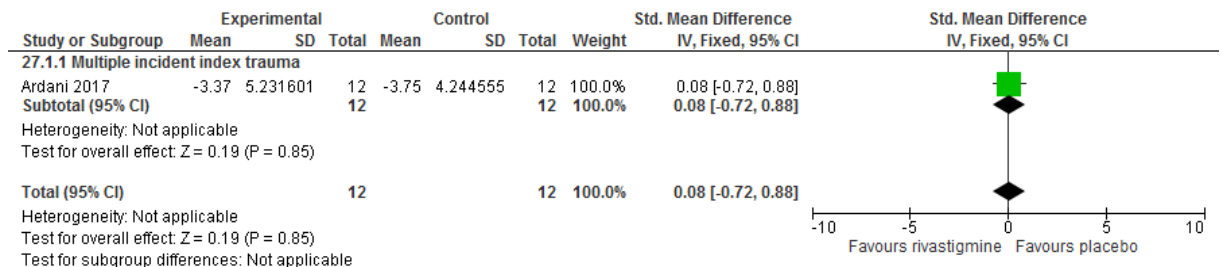 Experimental Control Std. Mean Difference Std. Mean Difference
Study or Subgroup Mean SD Total Mean SD Total Weight IV, Fixed, 95% CI IV, Fixed, 95% CI
27.1.1 Multiple incident index trauma
Ardani 2017 -3.37 5.231601 12 -3.75 4.244555 12 100.0% 0.08 [-0.72, 0.88]
Subtotal (95% CI) 12 12 100.0% 0.08 [-0.72, 0.88]
Heterogeneity: Not applicable
Test for overall effect: Z = 0.19 (P = 0.85)
Total (95% CI) 12 12 100.0% 0.08 [-0.72, 0.88]
Heterogeneity: Not applicable
Test for overall effect: Z = 0.19 (P = 0.85)
Test for subgroup differences: Not applicable
-10 -5 0 5 10
Favours rivastigmine Favours placebo